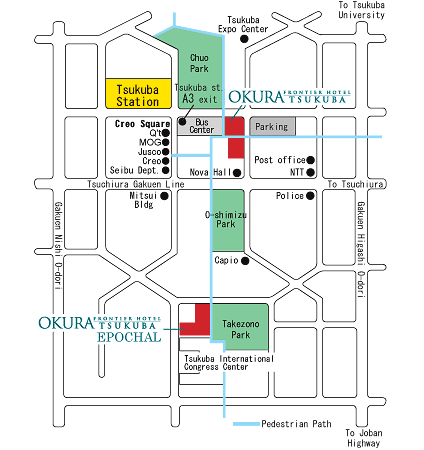 To Tsukuba
University
Tsukuba
Expo Center
Chuo
Park
Tsukuba
Station
Tsukuba st.
A3 exit
OKURA FRONTIER HOTEL
TSUKUBA
Creo Square
Q't
MOG
Jusco
Creo
Seibu Dept.
Bus
Center
Parking
Post office
NTT
Nova Hall
Tsuchiura Gakuen Line
To Tsuchiura
Mitsui
Bldg
Police
O-shimizu
Park
Gakuen Nishi O-dori
Gakuen Higashi O-dori
Capio
OKURA FRONTIER HOTEL
TSUKUBA
EPOCHAL
Takezono
Park
Tsukuba International
Congress Center
Pedestrian Path
To Joban
Highway